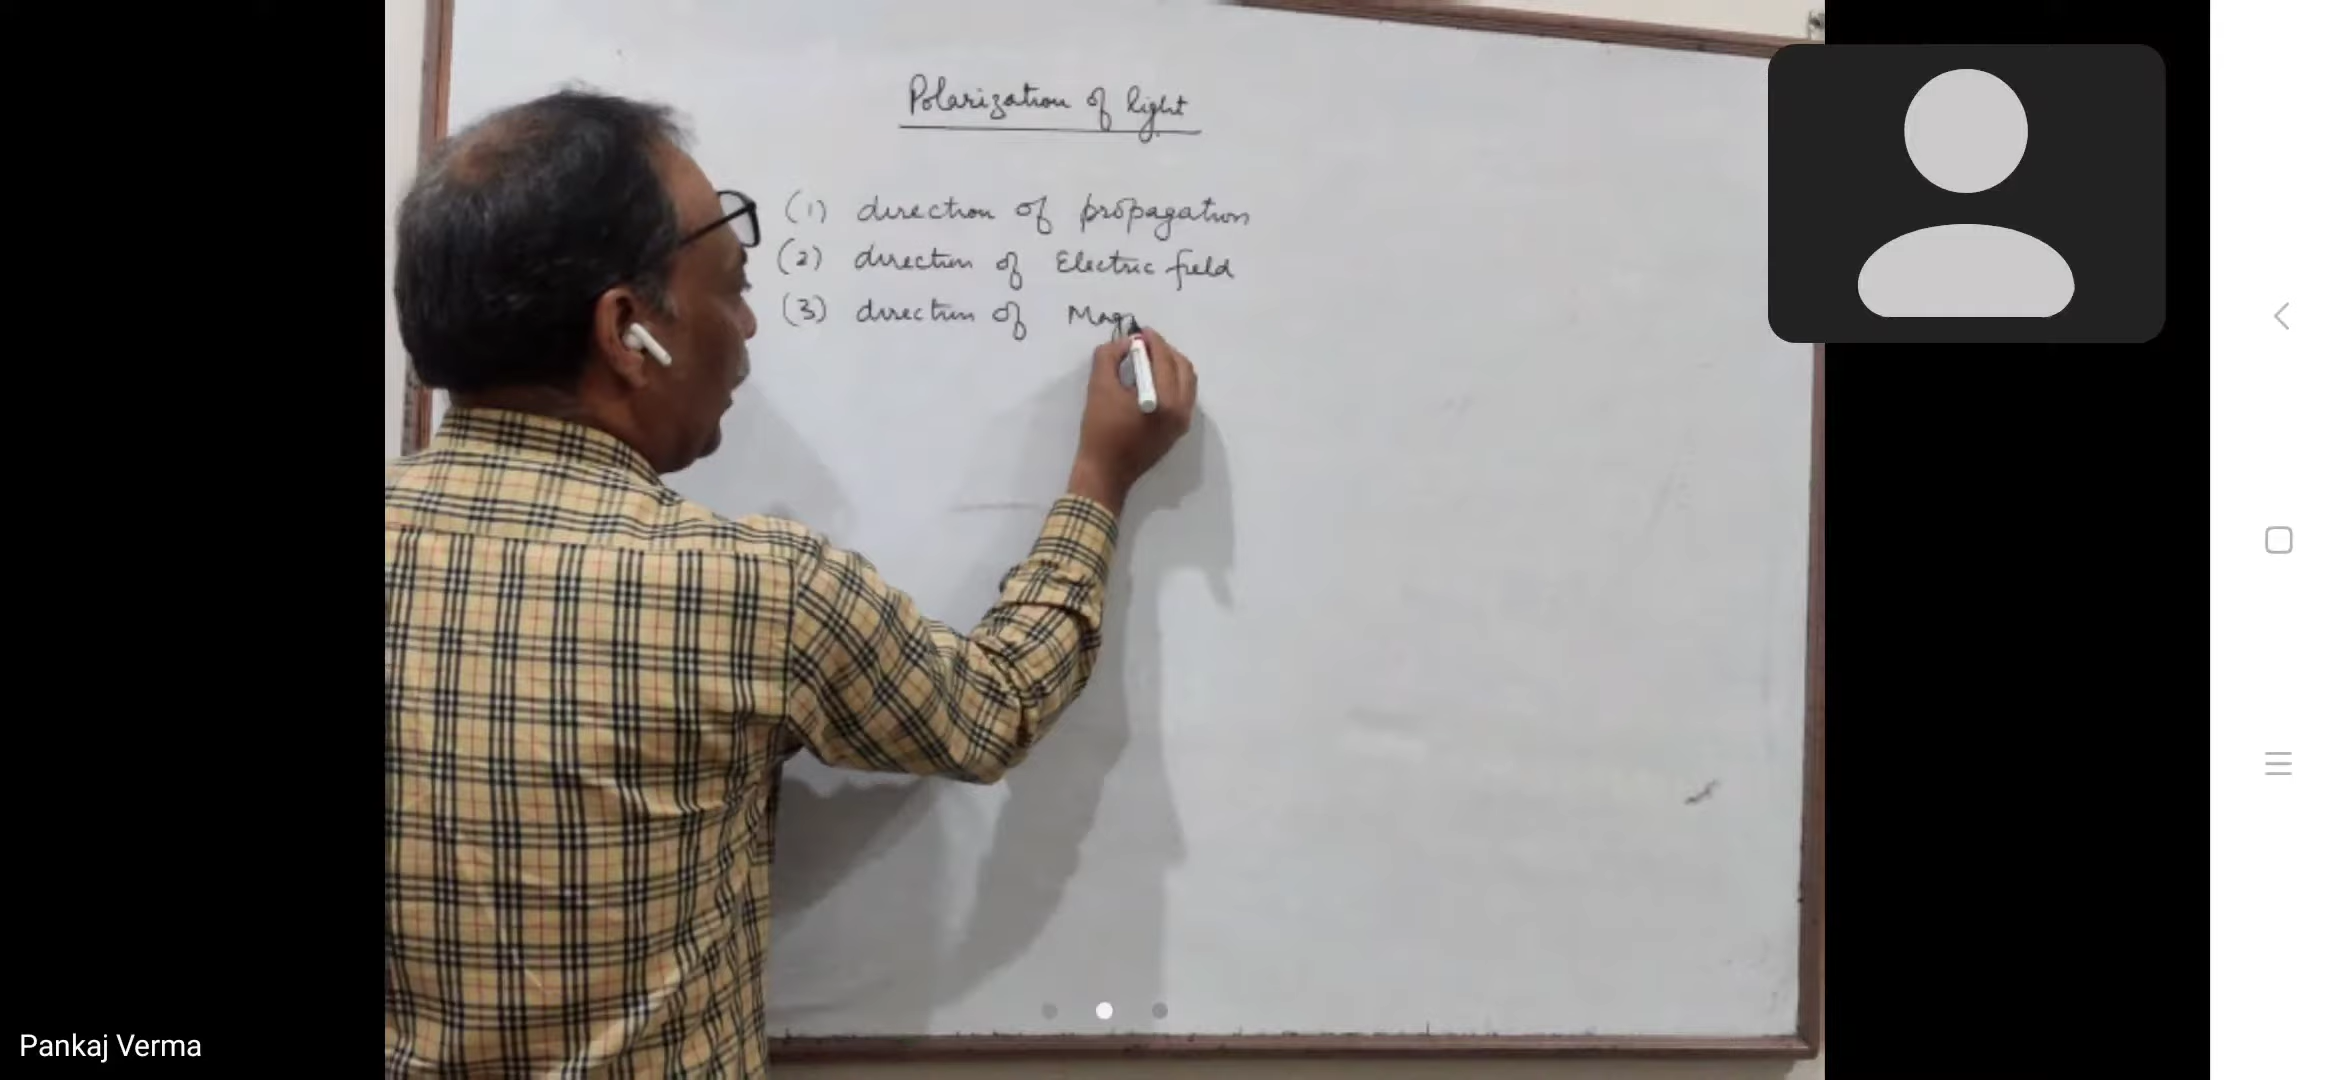 Polarization of light
(1) direction of propagation
(2) direction of Electric field
(3) direction of Mag
Pankaj Verma